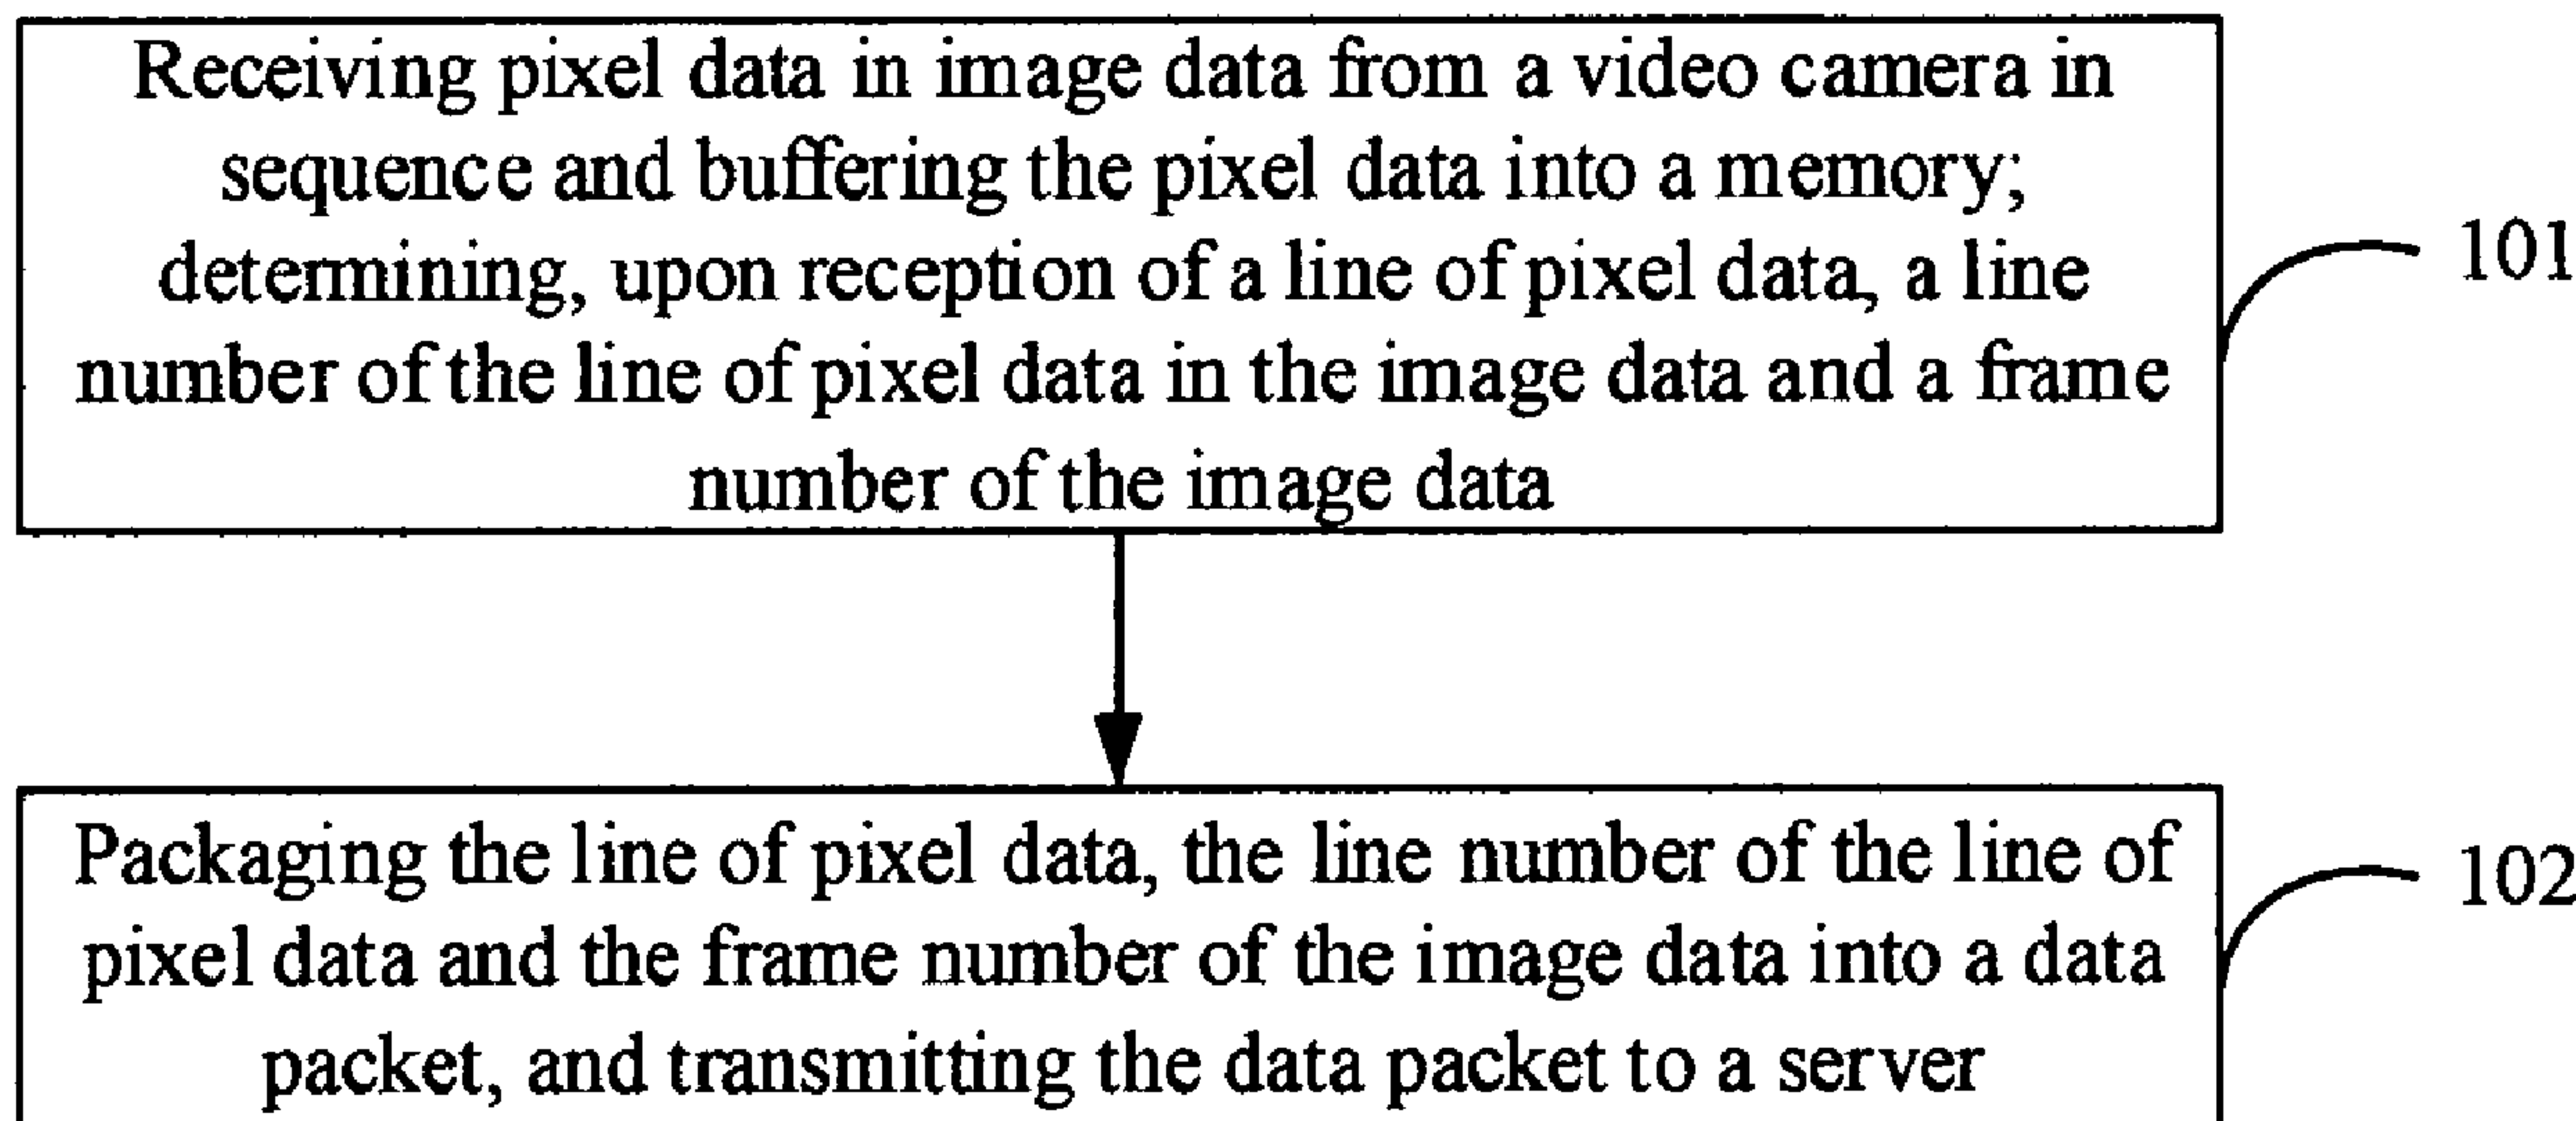 Receiving pixel data in image data from a video camera in
sequence and buffering the pixel data into a memory;
determining, upon reception of a line of pixel data, a line
number of the line of pixel data in the image data and a frame
number of the image data
101
Packaging the line of pixel data, the line number of the line of
pixel data and the frame number of the image data into a data
packet, and transmitting the data packet to a server
102